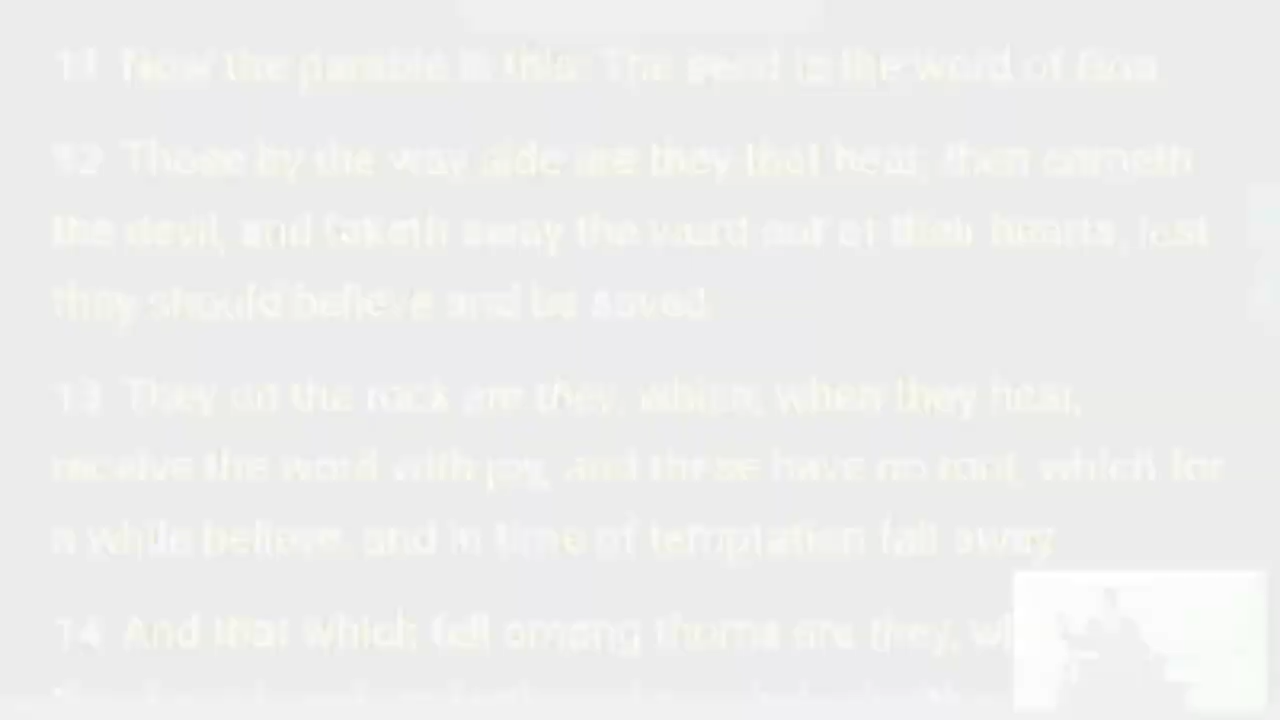 11 Now the parable is this: The seed is the word of God.
12 Those by the way side are they that hear; then cometh
the devil, and taketh away the word out of their hearts, lest
they should believe and be saved.
13 They on the rock are they, which, when they hear,
receive the word with joy; and these have no root, which for
a while believe, and in time of temptation fall away.
14 And that which fell among thorns are they,